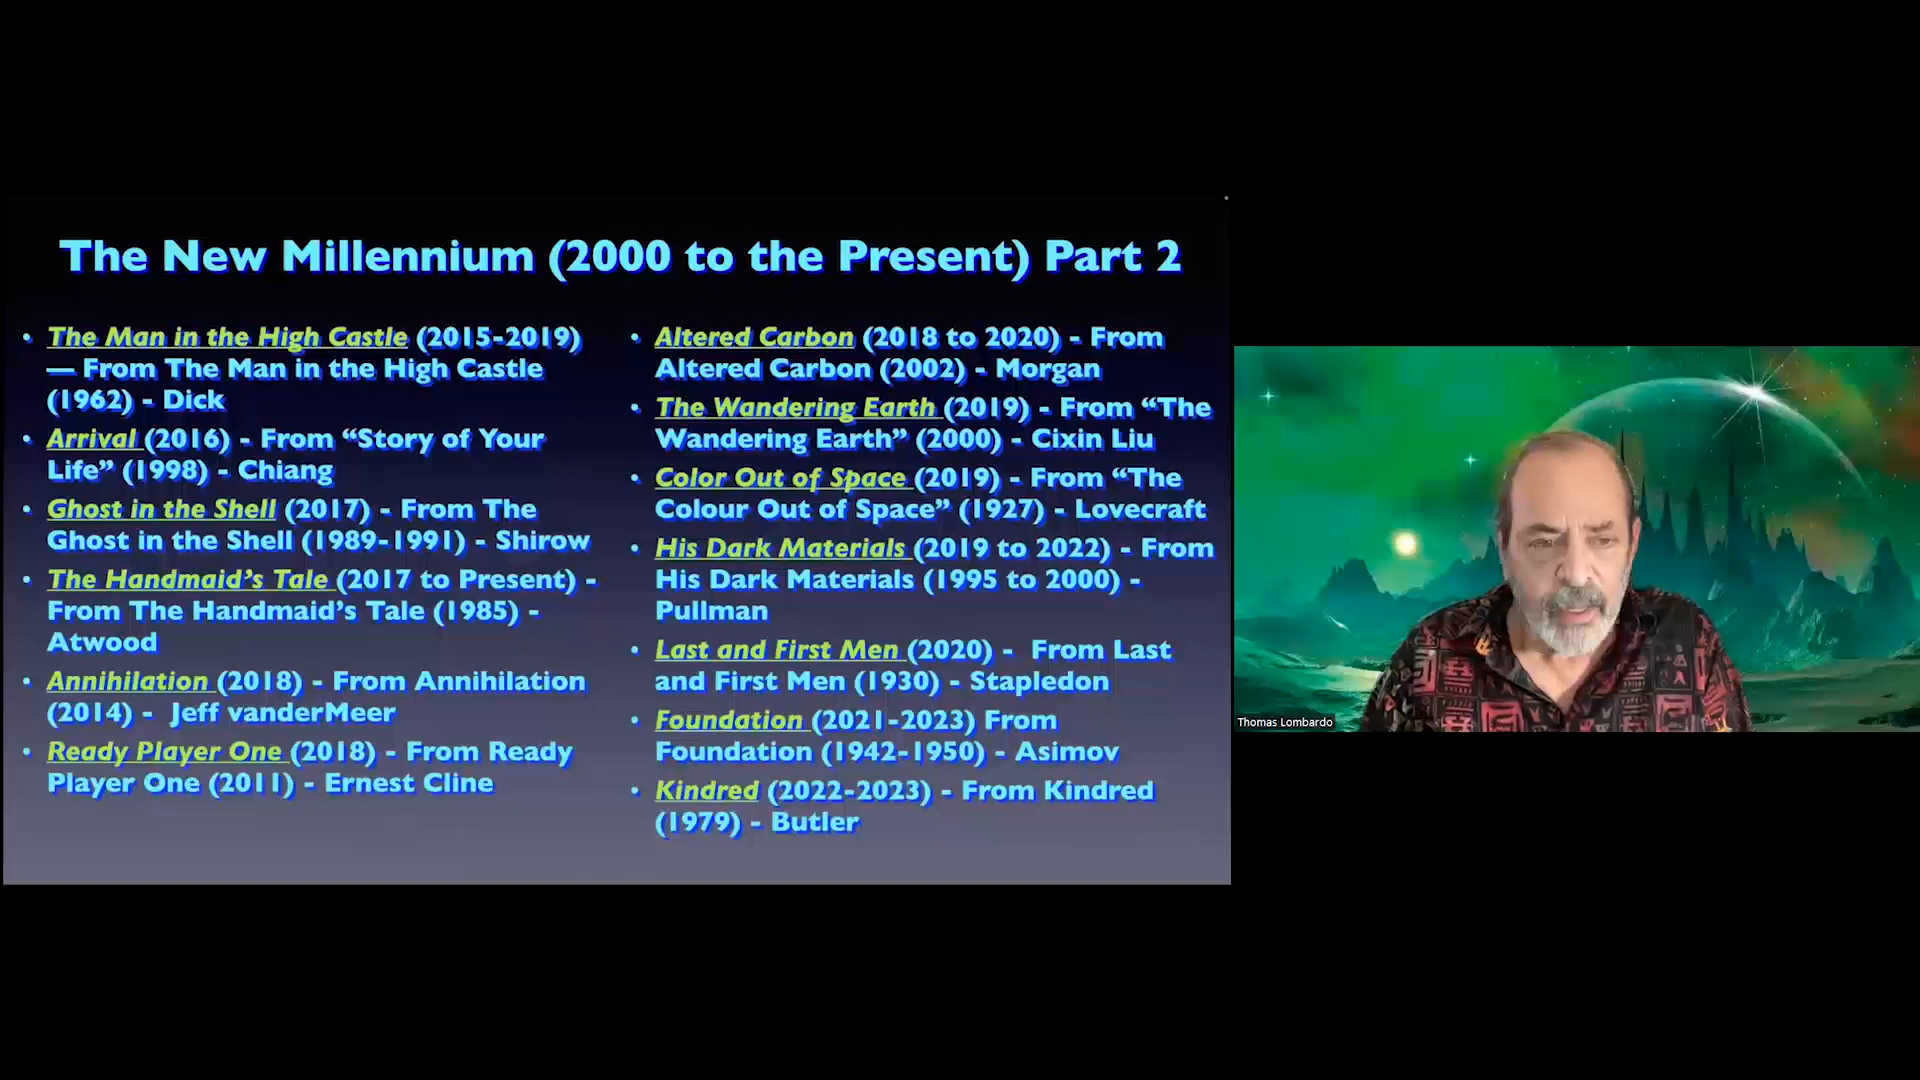 The New Millennium (2000 to the Present) Part 2
• The Man in the High Castle (2015-2019)
— From The Man in the High Castle
(1962) - Dick
• Arrival (2016) - From “Story of Your
Life” (1998) - Chiang
• Ghost in the Shell (2017) - From The
Ghost in the Shell (1989-1991) - Shirow
• The Handmaid’s Tale (2017 to Present) -
From The Handmaid’s Tale (1985) -
Atwood
• Annihilation (2018) - From Annihilation
(2014) - Jeff vanderMeer
• Ready Player One (2018) - From Ready
Player One (2011) - Ernest Cline
• Altered Carbon (2018 to 2020) - From
Altered Carbon (2002) - Morgan
• The Wandering Earth (2019) - From “The
Wandering Earth” (2000) - Cixin Liu
• Color Out of Space (2019) - From “The
Colour Out of Space” (1927) - Lovecraft
• His Dark Materials (2019 to 2022) - From
His Dark Materials (1995 to 2000) -
Pullman
• Last and First Men (2020) - From Last
and First Men (1930) - Stapledon
• Foundation (2021-2023) From
Foundation (1942-1950) - Asimov
• Kindred (2022-2023) - From Kindred
(1979) - Butler
Thomas Lombardo